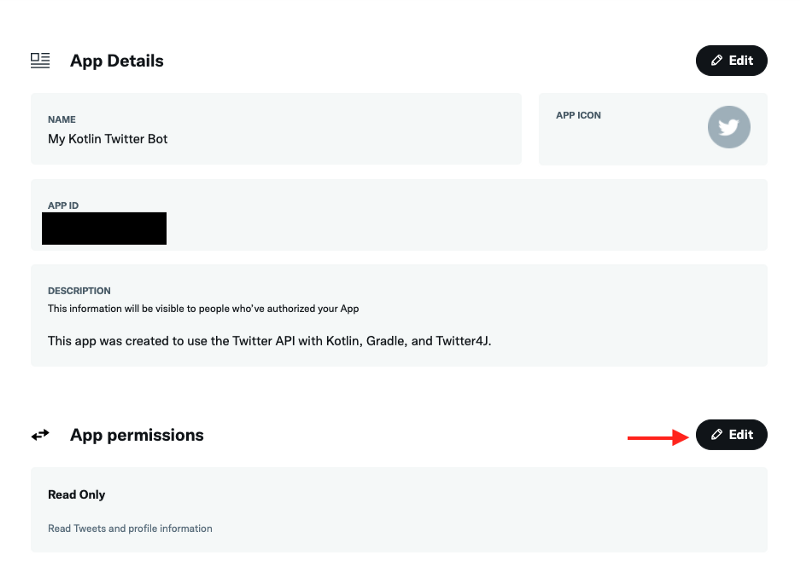 App Details
Edit
NAME
My Kotlin Twitter Bot
APP ICON
APP ID
DESCRIPTION
This information will be visible to people who've authorized your App
This app was created to use the Twitter API with Kotlin, Gradle, and Twitter4J.
App permissions
Edit
Read Only
Read Tweets and profile information